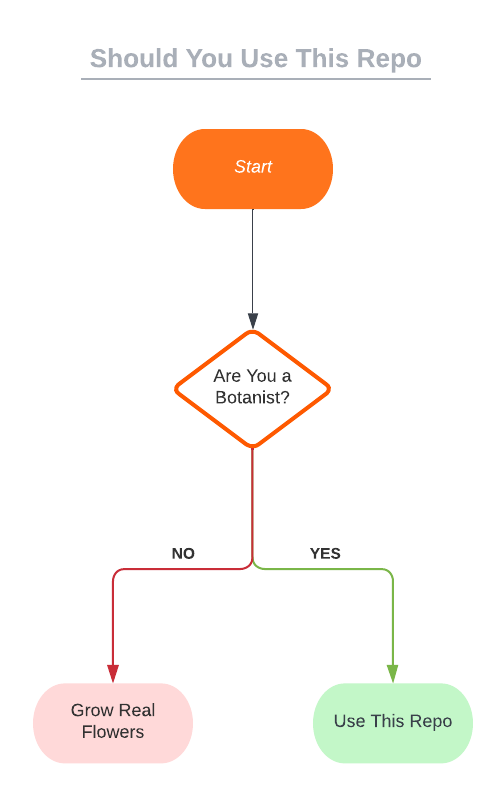 Should You Use This Repo
Start
Are You a
Botanist?
NO
YES
Grow Real
Flowers
Use This Repo